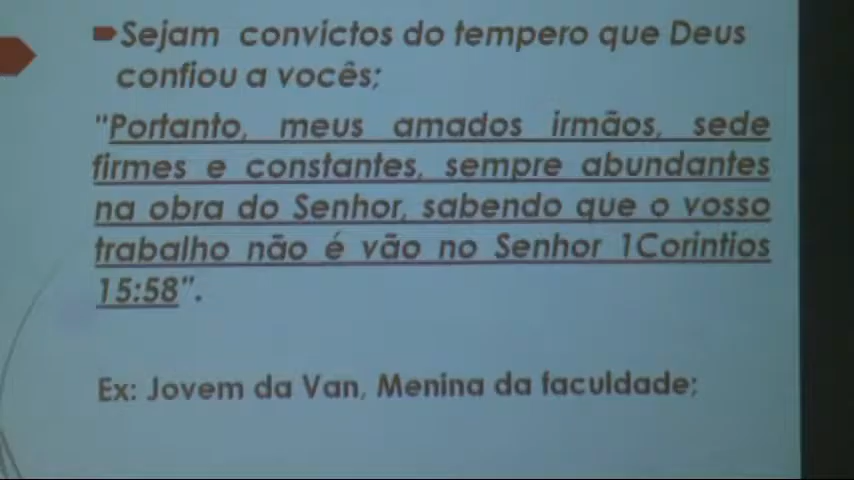 Sejam convictos do tempero que Deus
confiou a vocês;
"Portanto, meus amados irmãos, sede
firmes e constantes, sempre abundantes
na obra do Senhor, sabendo que o vosso
trabalho não é vão no Senhor 1Corintios
15:58".
Ex: Jovem da Van, Menina da faculdade;